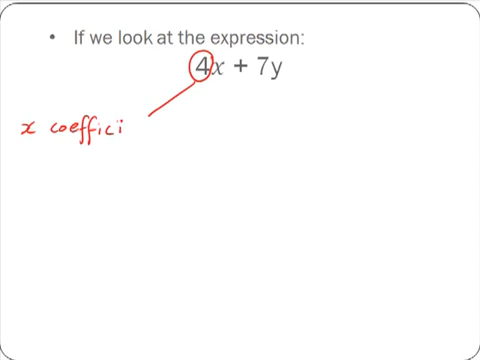 • If we look at the expression:
4x + 7y
x coeffici